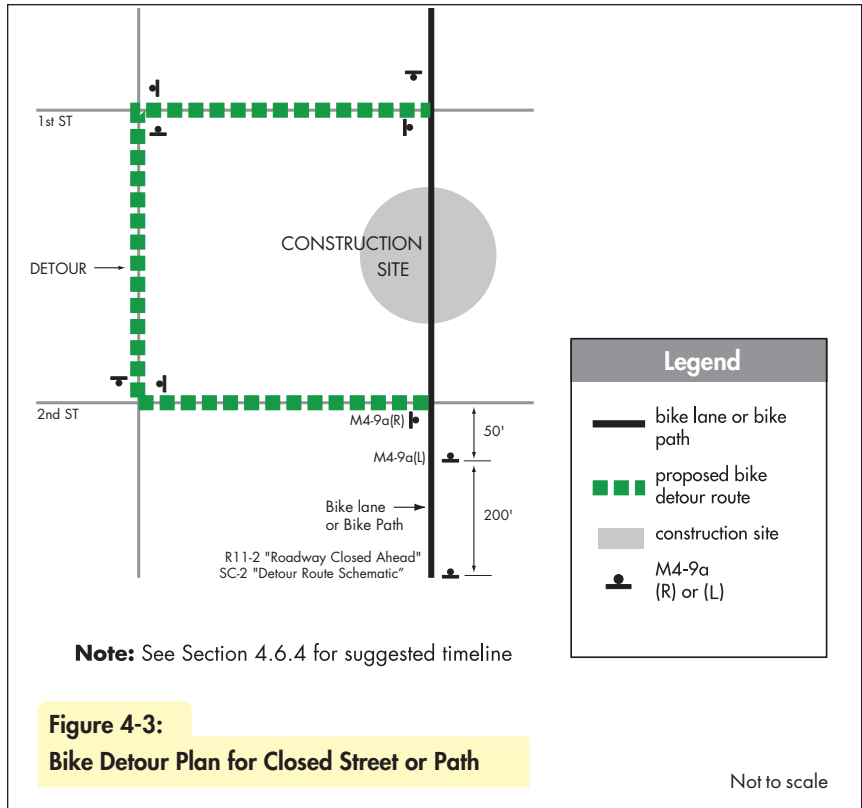 1st ST
CONSTRUCTION
SITE
DETOUR
2nd ST
M4-9a(R)
50'
M4-9a(L)
Bike lane
or Bike Path
200'
R11-2 "Roadway Closed Ahead"
SC-2 "Detour Route Schematic”
Legend
bike lane or bike
path
proposed bike
detour route
construction site
M4-9a
(R) or (L)
Note: See Section 4.6.4 for suggested timeline
Figure 4-3:
Bike Detour Plan for Closed Street or Path
Not to scale